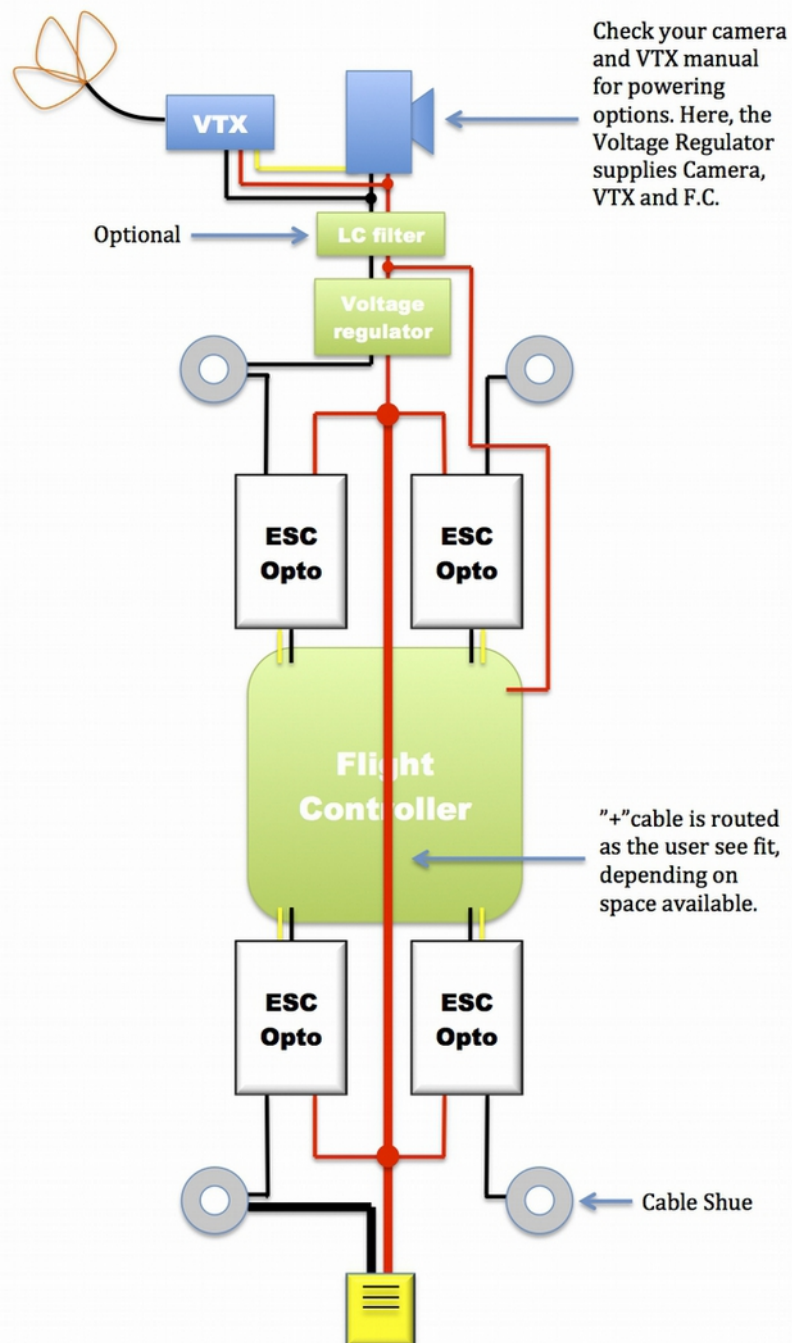 Check your camera
and VTX manual
for powering
options. Here, the
Voltage Regulator
supplies Camera,
VTX and F.C.
VTX
Optional
LC filter
Voltage
regulator
ESC
Opto
ESC
Opto
Flight
Controller
”+”cable is routed
as the user see fit,
depending on
space available.
ESC
Opto
ESC
Opto
Cable Shue